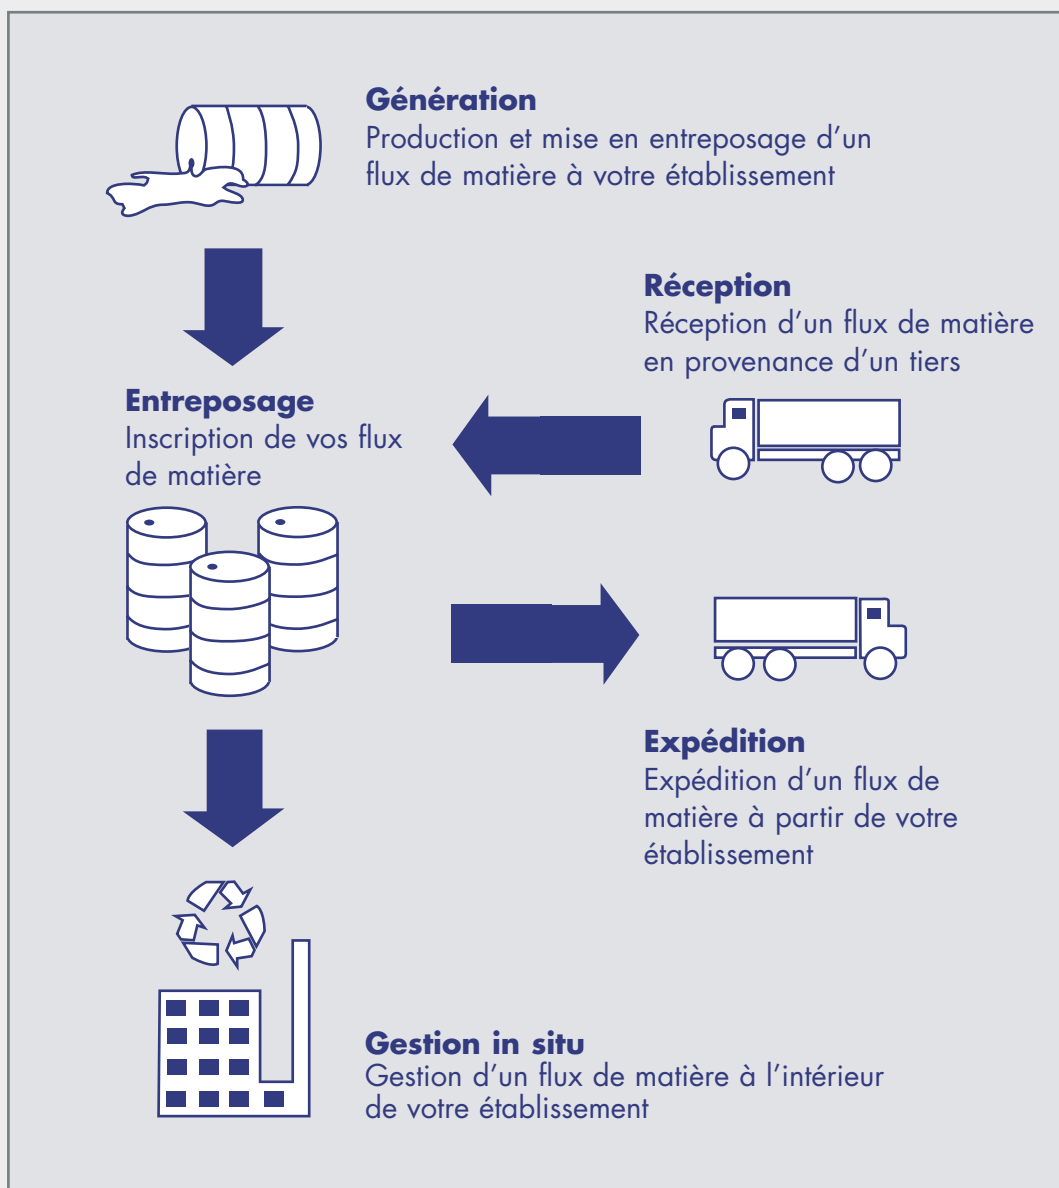 Génération
Production et mise en entreposage d’un
flux de matière à votre établissement
Réception
Réception d’un flux de matière
en provenance d’un tiers
Entreposage
Inscription de vos flux
de matière
Expédition
Expédition d’un flux de
matière à partir de votre
établissement
Gestion in situ
Gestion d’un flux de matière à l’intérieur
de votre établissement